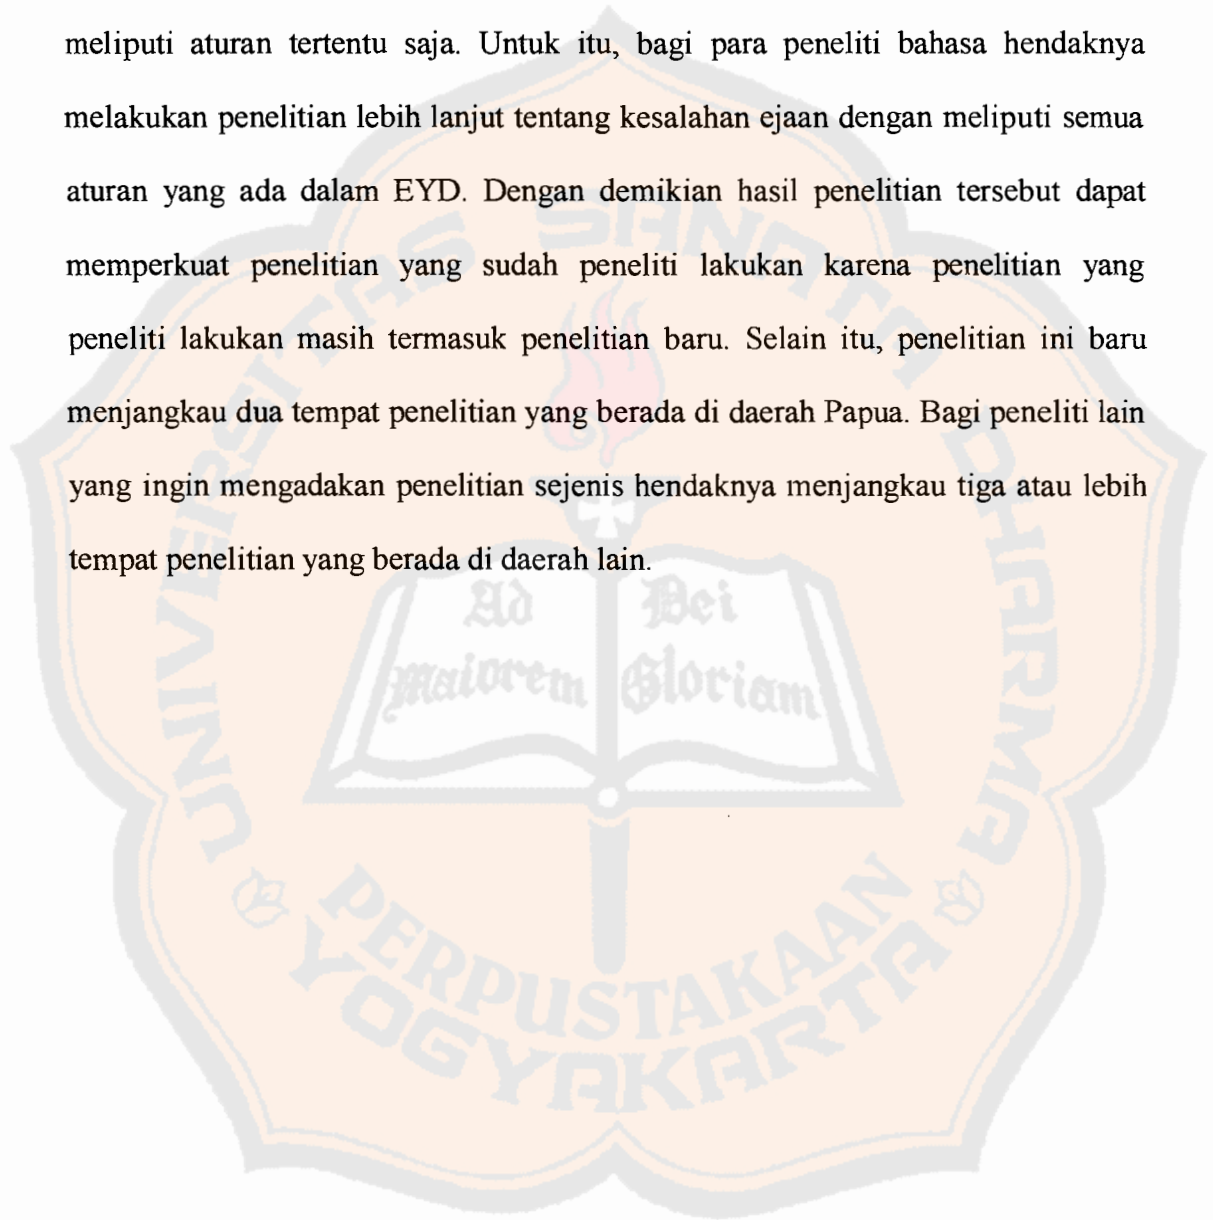 meliputi aturan tertentu saja. Untuk itu, bagi para peneliti bahasa hendaknya
melakukan penelitian lebih lanjut tentang kesalahan ejaan dengan meliputi semua
aturan yang ada dalam EYD. Dengan demikian hasil penelitian tersebut dapat
memperkuat penelitian yang sudah peneliti lakukan karena penelitian yang
peneliti lakukan masih termasuk penelitian baru. Selain itu, penelitian ini baru
menjangkau dua tempat penelitian yang berada di daerah Papua. Bagi peneliti lain
yang ingin mengadakan penelitian sejenis hendaknya menjangkau tiga atau lebih
tempat penelitian yang berada di daerah lain.
UNIVERSITAS SANATA DHARMA
Ad Dei
Maiorem Gloriam
PERPUSTAKAAN
YOGYAKARTA